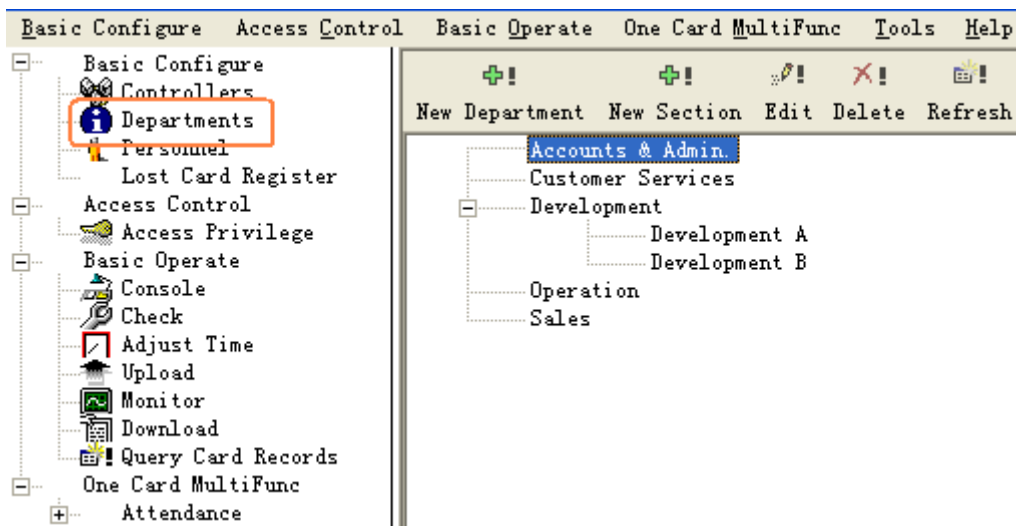 Basic Configure Access Control Basic Operate One Card MultiFunc Tools Help
Basic Configure
Controllers
Departments
Personnel
Lost Card Register
Access Control
Access Privilege
Basic Operate
Console
Check
Adjust Time
Upload
Monitor
Download
Query Card Records
One Card MultiFunc
Attendance
New Department New Section Edit Delete Refresh
Accounts & Admin.
Customer Services
Development
Development A
Development B
Operation
Sales